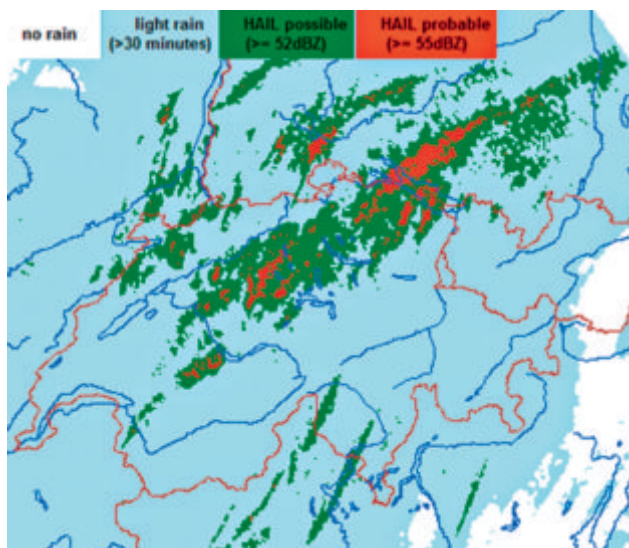 no rain
light rain
(>30 minutes)
HAIL possible
(>= 52dBZ)
HAIL probable
(>= 55dBZ)